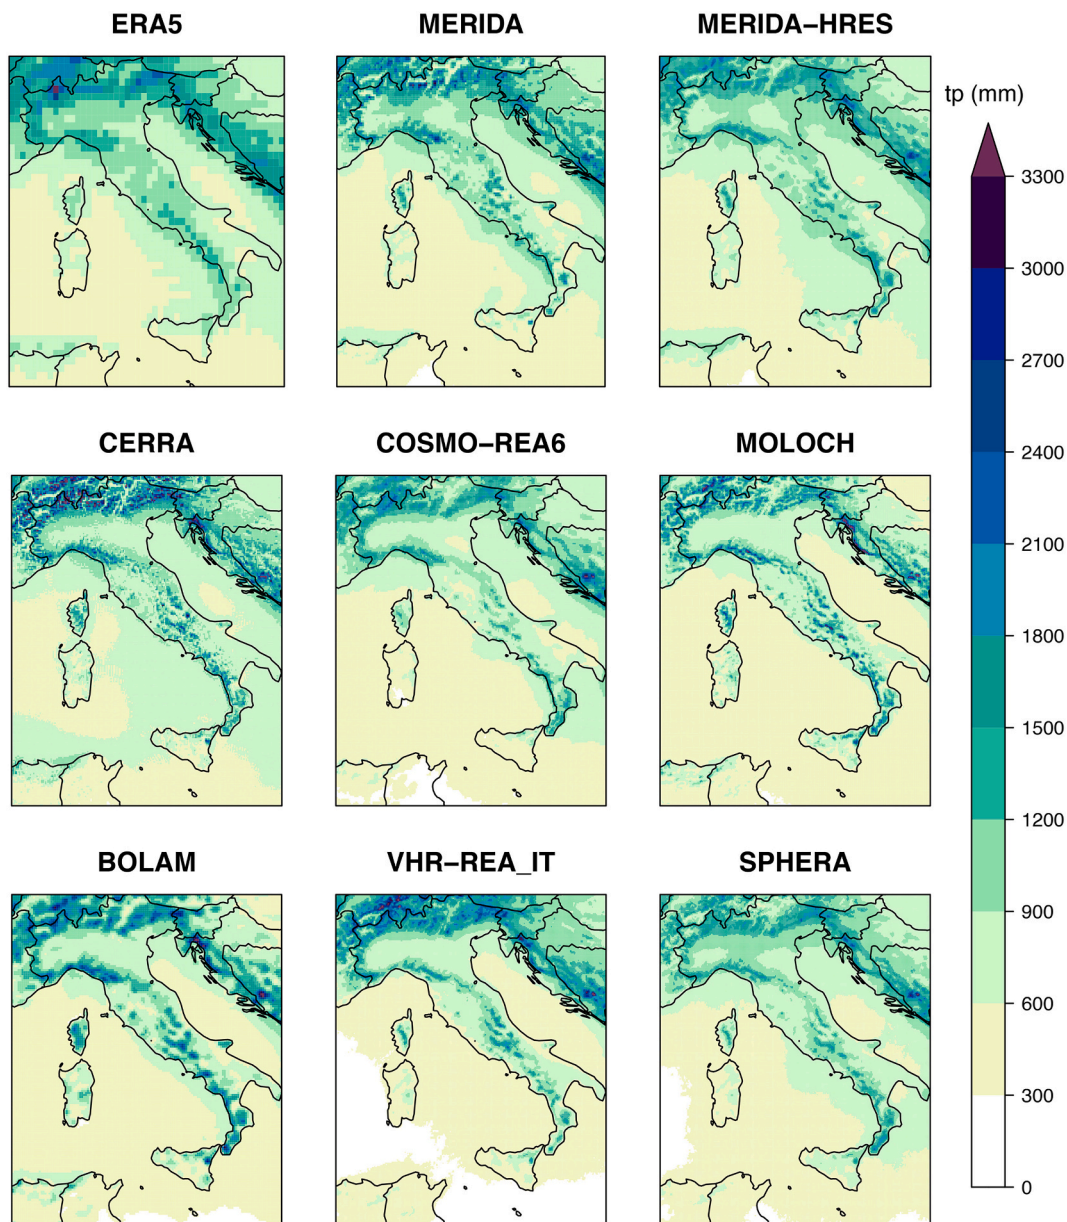 ERA5
MERIDA
MERIDA−HRES
tp (mm)
3300
3000
2700
2400
2100
1800
1500
1200
900
600
300
0
CERRA
COSMO−REA6
MOLOCH
BOLAM
VHR−REA_IT
SPHERA